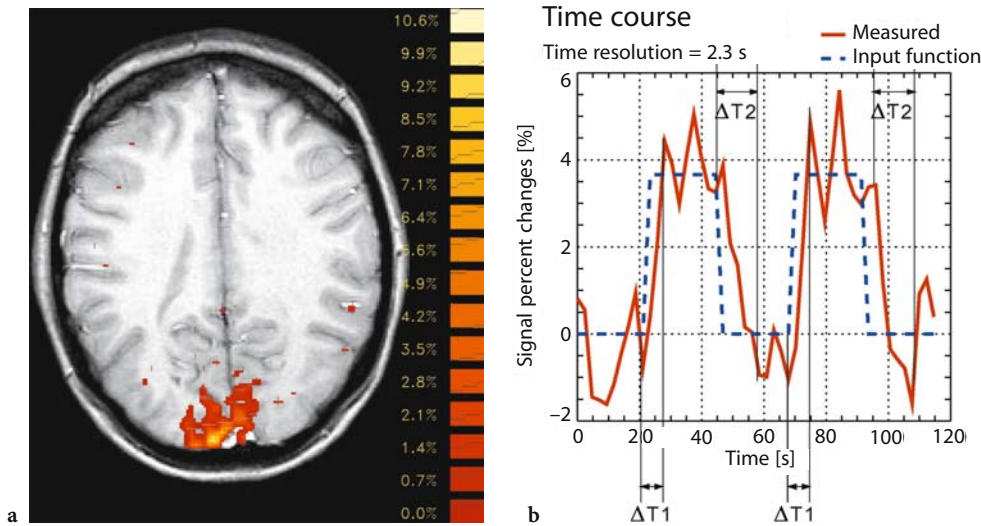 10.6%
9.9%
9.2%
8.5%
7.8%
7.1%
6.4%
5.6%
4.9%
4.2%
3.5%
2.8%
2.1%
1.4%
0.7%
0.0%
a
Time course
Time resolution = 2.3 s
Measured
Input function
Signal percent changes [%]
6
4
2
0
−2
ΔT2
ΔT2
0 20 40 60 80 100 120
Time [s]
ΔT1
ΔT1
b